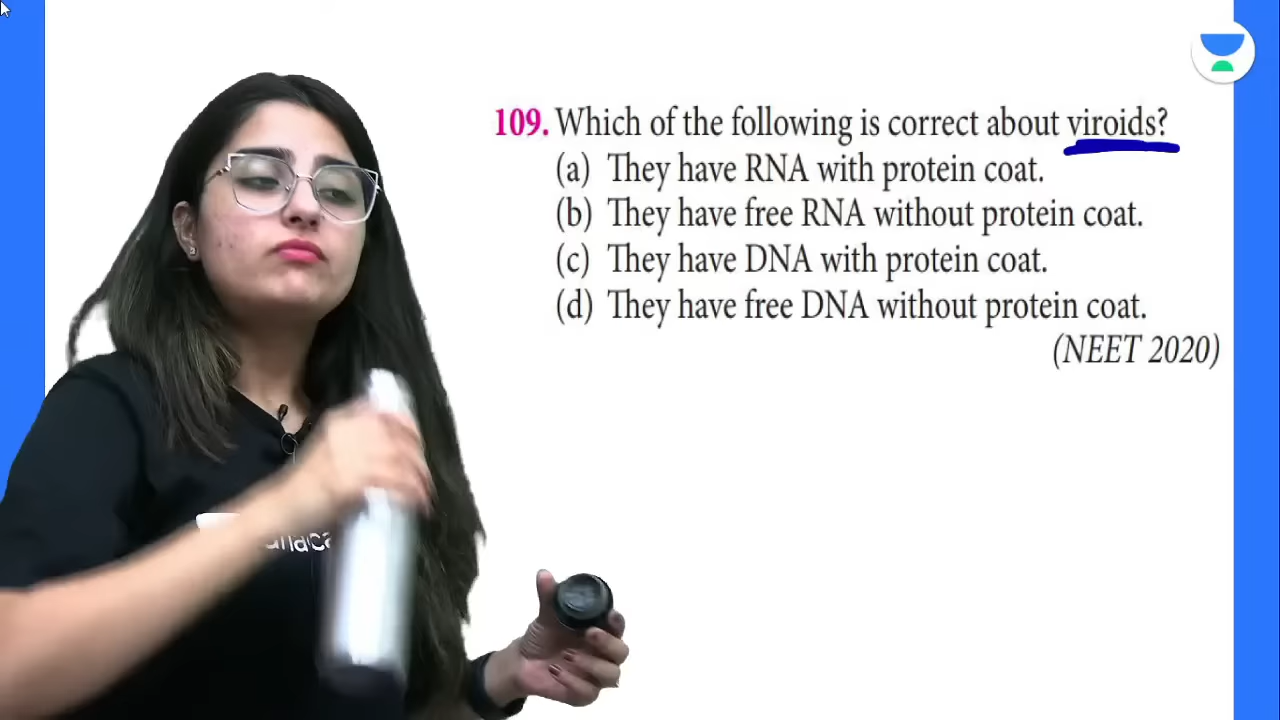 109. Which of the following is correct about viroids?
(a) They have RNA with protein coat.
(b) They have free RNA without protein coat.
(c) They have DNA with protein coat.
(d) They have free DNA without protein coat.
(NEET 2020)